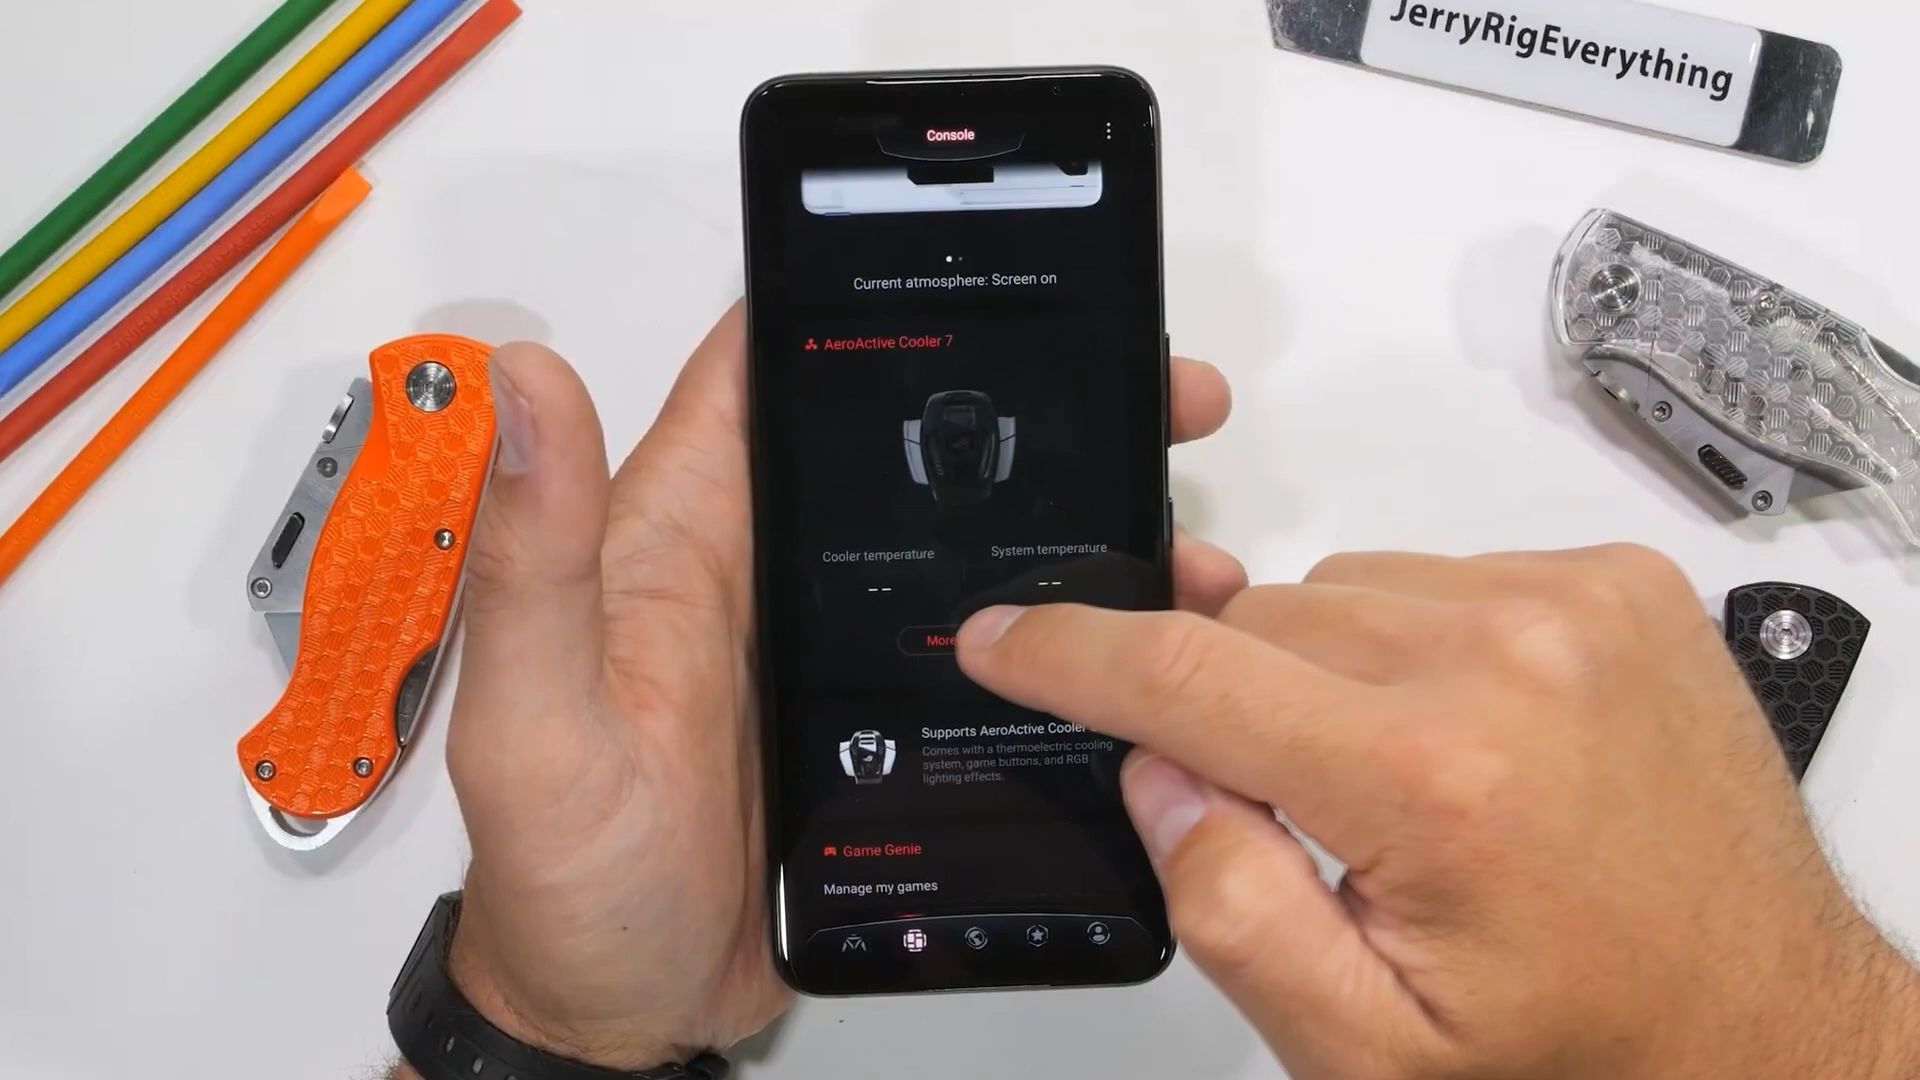 JerryRigEverything
Console
Current atmosphere: Screen on
AeroActive Cooler 7
Cooler temperature
System temperature
--
--
More
Supports AeroActive Cooler
Comes with a thermoelectric cooling
system, game buttons, and RGB
lighting effects.
Game Genie
Manage my games